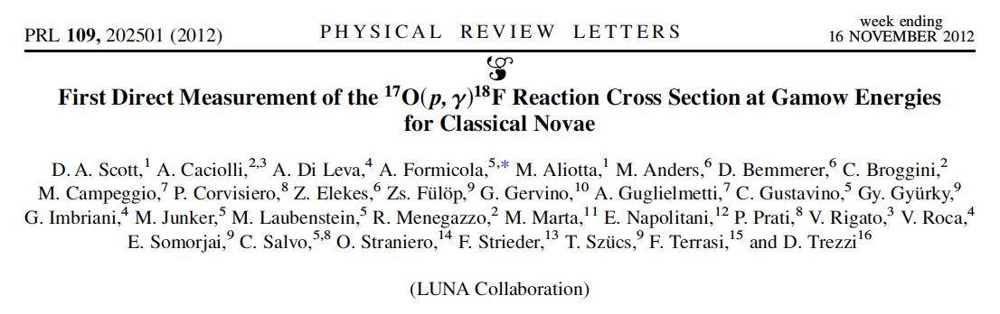 PRL 109, 202501 (2012)
PHYSICAL REVIEW LETTERS
week ending
16 NOVEMBER 2012
First Direct Measurement of the ¹⁷O(p, γ)¹⁸F Reaction Cross Section at Gamow Energies
for Classical Novae
D. A. Scott,¹ A. Caciolli,²,³ A. Di Leva,⁴ A. Formicola,⁵,* M. Aliotta,¹ M. Anders,⁶ D. Bemmerer,⁶ C. Broggini,²
M. Campeggio,⁷ P. Corvisiero,⁸ Z. Elekes,⁶ Zs. Fülöp,⁹ G. Gervino,¹⁰ A. Guglielmetti,⁷ C. Gustavino,⁵ Gy. Gyürky,⁹
G. Imbriani,⁴ M. Junker,⁵ M. Laubenstein,⁵ R. Menegazzo,² M. Marta,¹¹ E. Napolitani,¹² P. Prati,⁸ V. Rigato,³ V. Roca,⁴
E. Somorjai,⁹ C. Salvo,⁵,⁸ O. Straniero,¹⁴ F. Strieder,¹³ T. Szücs,⁹ F. Terrasi,¹⁵ and D. Trezzi¹⁶
(LUNA Collaboration)